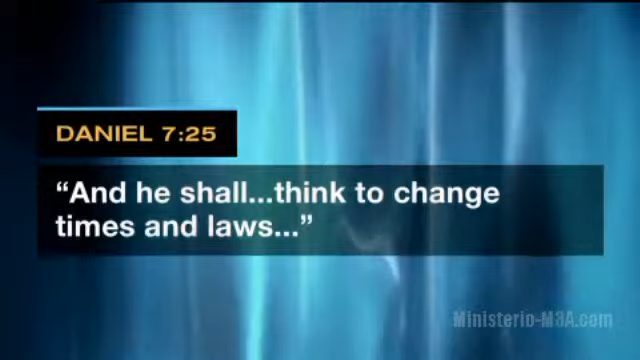 DANIEL 7:25
“And he shall...think to change
times and laws...”
Ministerio-M3A.com